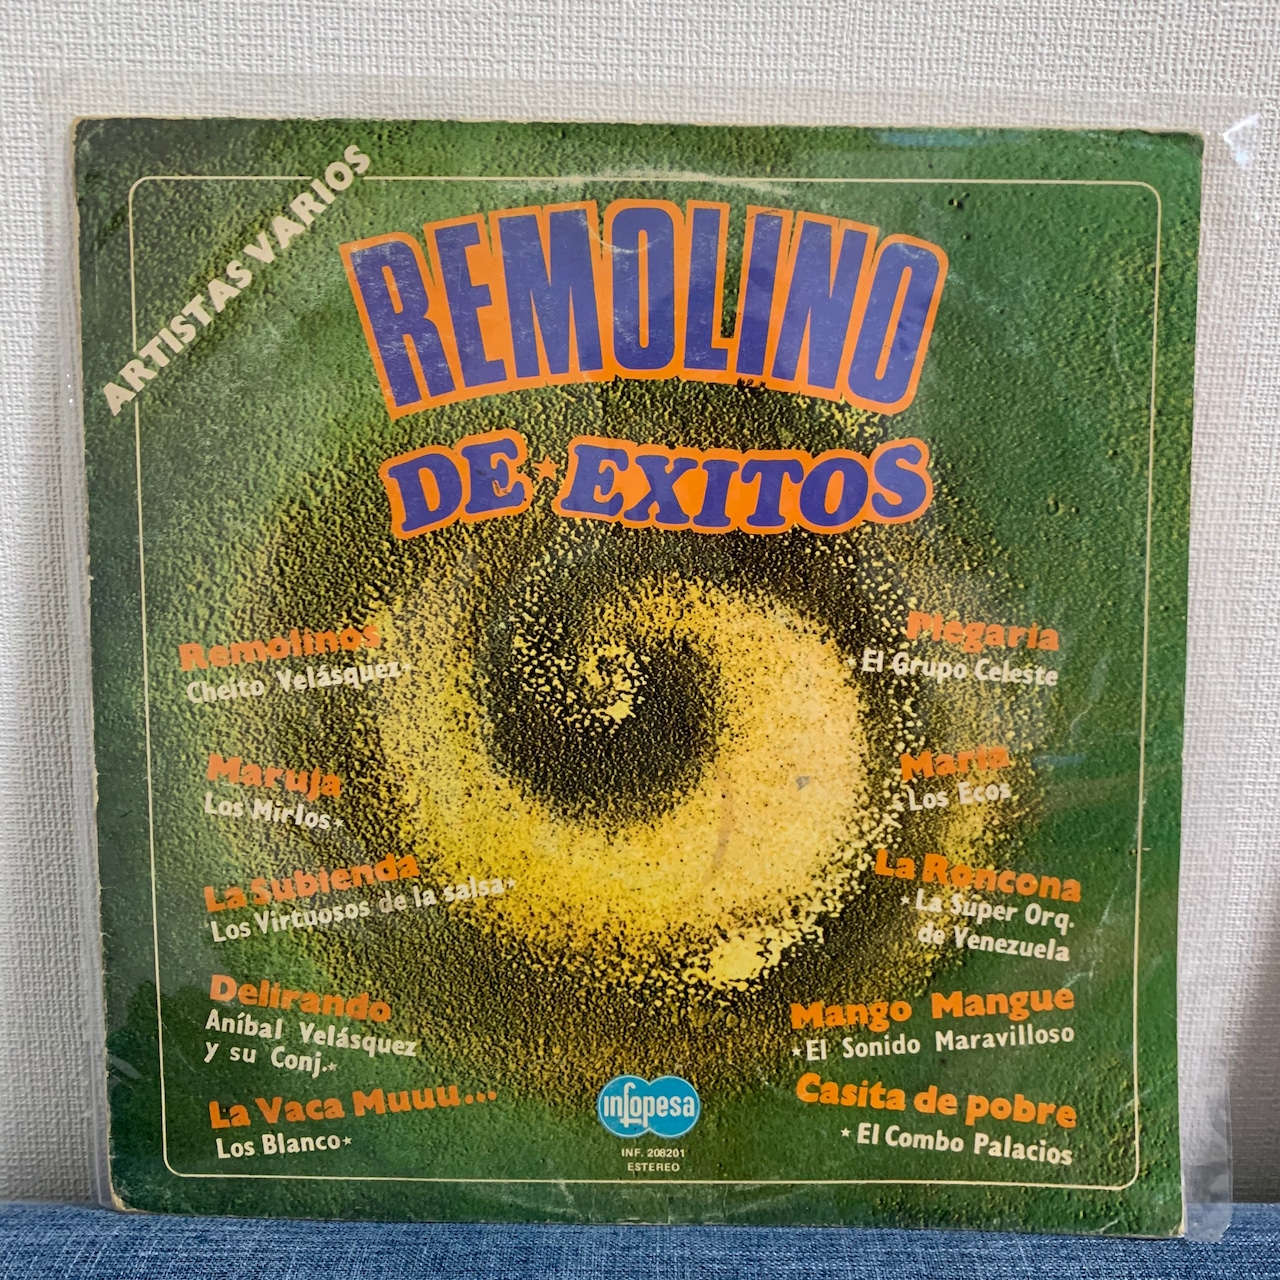 ARTISTAS VARIOS
REMOLINO
DE★EXITOS
Remolinos
Cheito Velásquez★
Maruja
Los Mirlos★
La Subienda
Los Virtuosos de la salsa★
Delirando
Aníbal Velásquez
y su Conj.★
La Vaca Muuu...
Los Blanco★
Plegaria
★El Grupo Celeste
Maria
★Los Ecos
La Roncona
★La Super Orq.
de Venezuela
Mango Mangue
★El Sonido Maravilloso
Casita de pobre
★El Combo Palacios
infopesa
INF. 208201
ESTEREO